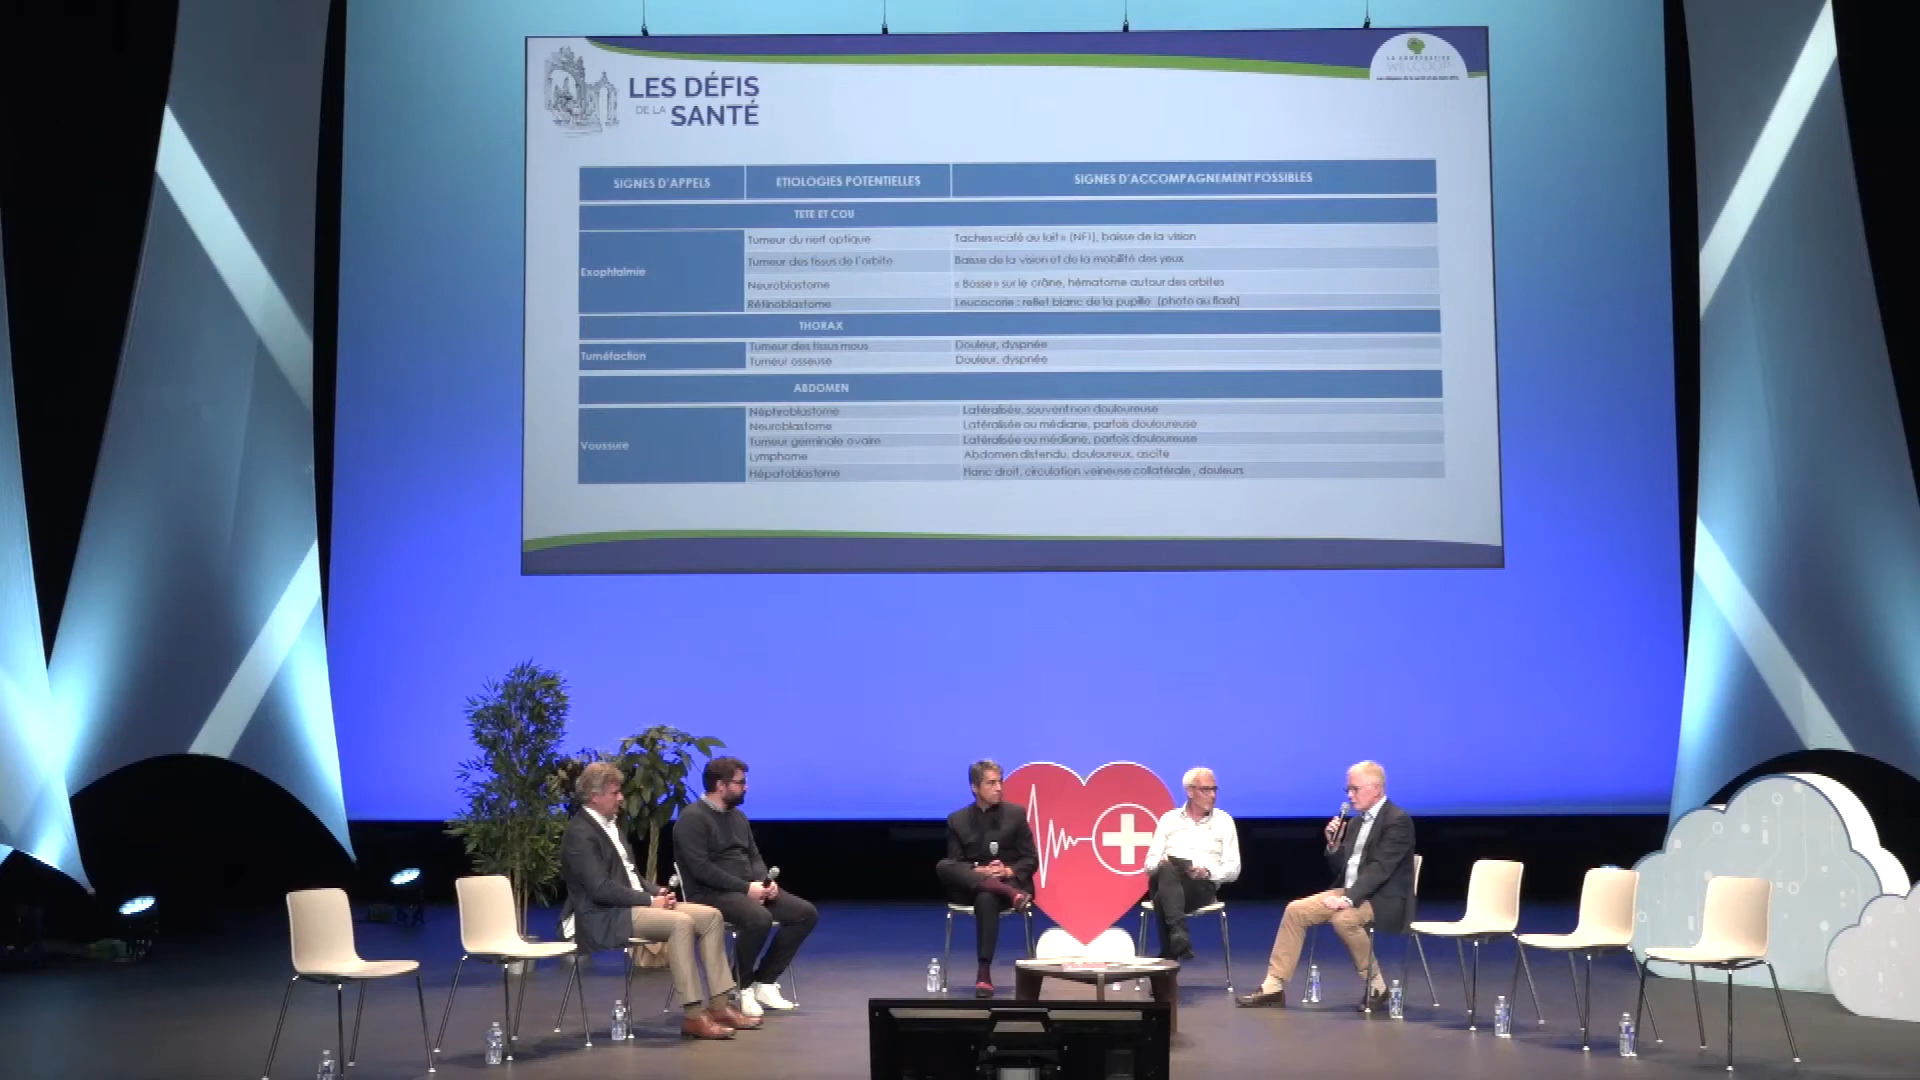 LES DÉFIS
DE LA SANTÉ
LA COOPERATIVE
WELCOOP
SIGNES D'APPELS ETIOLOGIES POTENTIELLES SIGNES D'ACCOMPAGNEMENT POSSIBLES
TETE ET COU
Exophtalmie
Tumeur du nerf optique Taches «café au lait» (NF1), baisse de la vision
Tumeur des tissus de l'orbite Baisse de la vision et de la mobilité des yeux
Neuroblastome « Bosse » sur le crâne, hématome autour des orbites
Rétinoblastome Leucocorie : reflet blanc de la pupille (photo au flash)
THORAX
Tuméfaction
Tumeur des tissus mous Douleur, dyspnée
Tumeur osseuse Douleur, dyspnée
ABDOMEN
Voussure
Néphroblastome Latéralisée, souvent non douloureuse
Neuroblastome Latéralisée ou médiane, parfois douloureuse
Tumeur germinale ovaire Latéralisée ou médiane, parfois douloureuse
Lymphome Abdomen distendu, douloureux, ascite
Hépatoblastome Flanc droit, circulation veineuse collatérale, douleurs